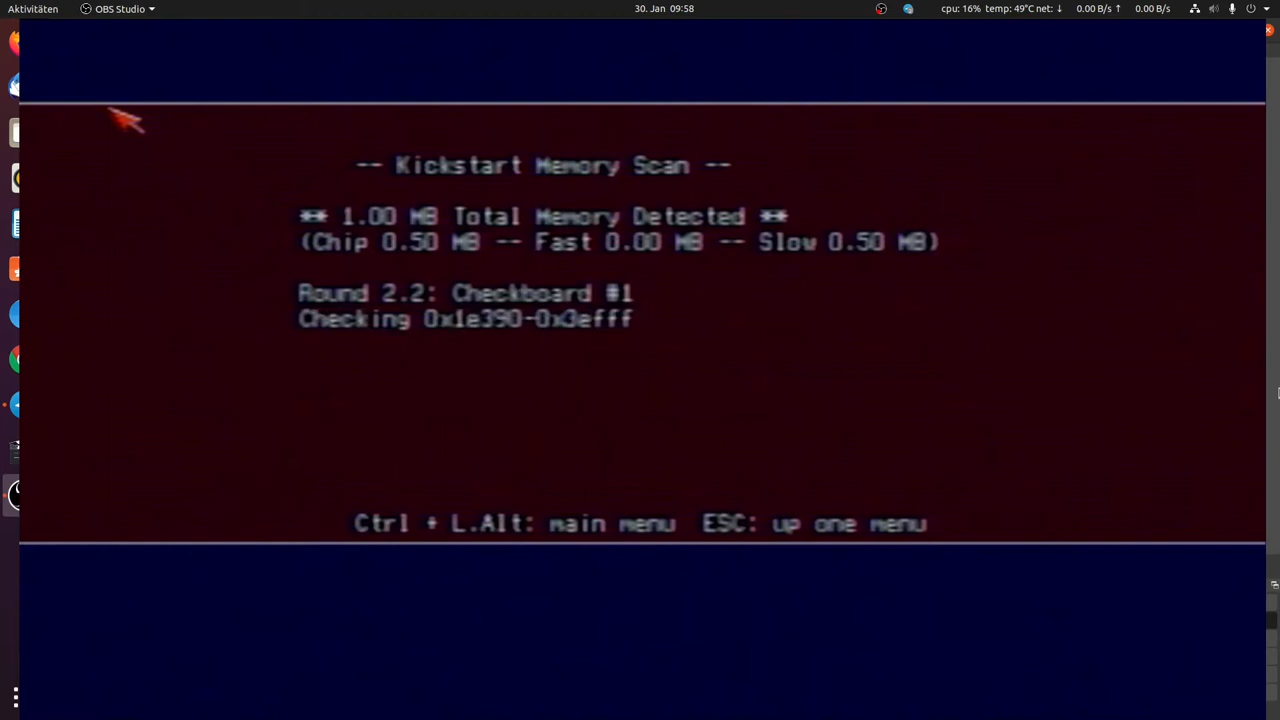 Aktivitäten OBS Studio 30. Jan 09:58 cpu: 16% temp: 49°C net: ↓ 0.00 B/s ↑ 0.00 B/s
-- Kickstart Memory Scan --
** 1.00 MB Total Memory Detected **
(Chip 0.50 MB -- Fast 0.00 MB -- Slow 0.50 MB)
Round 2.2: Checkboard #1
Checking 0x1e390-0x3efff
Ctrl + L.Alt: main menu ESC: up one menu